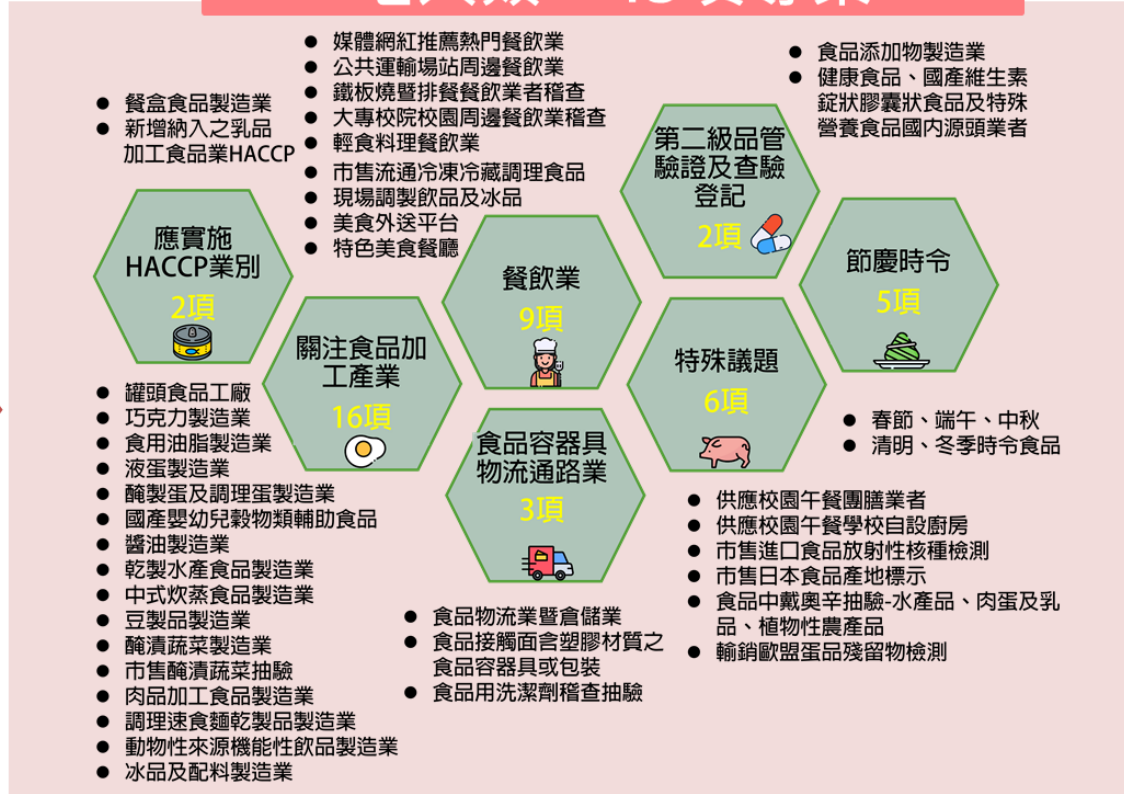 媒體網紅推薦熱門餐飲業
公共運輸場站周邊餐飲業
鐵板燒暨排餐餐飲業者稽查
大專校院校園周邊餐飲業稽查
輕食料理餐飲業
市售流通冷凍冷藏調理食品
現場調製飲品及冰品
美食外送平台
特色美食餐廳
食品添加物製造業
健康食品、國產維生素
錠狀膠囊狀食品及特殊
營養食品國內源頭業者
餐盒食品製造業
新增納入之乳品
加工食品業HACCP
第二級品管
驗證及查驗
登記
2項
應實施
HACCP業別
2項
餐飲業
9項
節慶時令
5項
關注食品加
工產業
16項
特殊議題
6項
食品容器具
物流通路業
3項
罐頭食品工廠
巧克力製造業
食用油脂製造業
液蛋製造業
醃製蛋及調理蛋製造業
國產嬰幼兒穀物類輔助食品
醬油製造業
乾製水產食品製造業
中式炊蒸食品製造業
豆製品製造業
醃漬蔬菜製造業
市售醃漬蔬菜抽驗
肉品加工食品製造業
調理速食麵乾製品製造業
動物性來源機能性飲品製造業
冰品及配料製造業
春節、端午、中秋
清明、冬季時令食品
供應校園午餐團膳業者
供應校園午餐學校自設廚房
市售進口食品放射性核種檢測
市售日本食品產地標示
食品中戴奧辛抽驗-水產品、肉蛋及乳
品、植物性農產品
輸銷歐盟蛋品殘留物檢測
食品物流業暨倉儲業
食品接觸面含塑膠材質之
食品容器具或包裝
食品用洗潔劑稽查抽驗